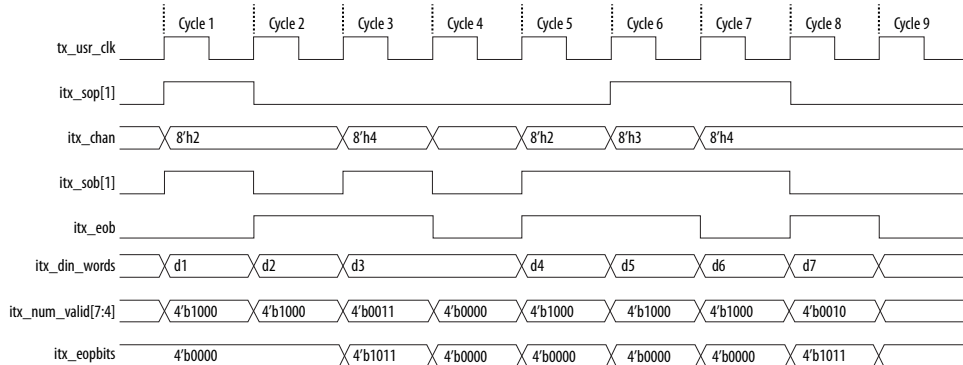 Cycle 1 Cycle 2 Cycle 3 Cycle 4 Cycle 5 Cycle 6 Cycle 7 Cycle 8 Cycle 9
tx_usr_clk
itx_sop[1]
itx_chan 8'h2 8'h4 8'h2 8'h3 8'h4
itx_sob[1]
itx_eob
itx_din_words d1 d2 d3 d4 d5 d6 d7
itx_num_valid[7:4] 4'b1000 4'b1000 4'b0011 4'b0000 4'b1000 4'b1000 4'b1000 4'b0010
itx_eopbits 4'b0000 4'b1011 4'b0000 4'b0000 4'b0000 4'b0000 4'b1011